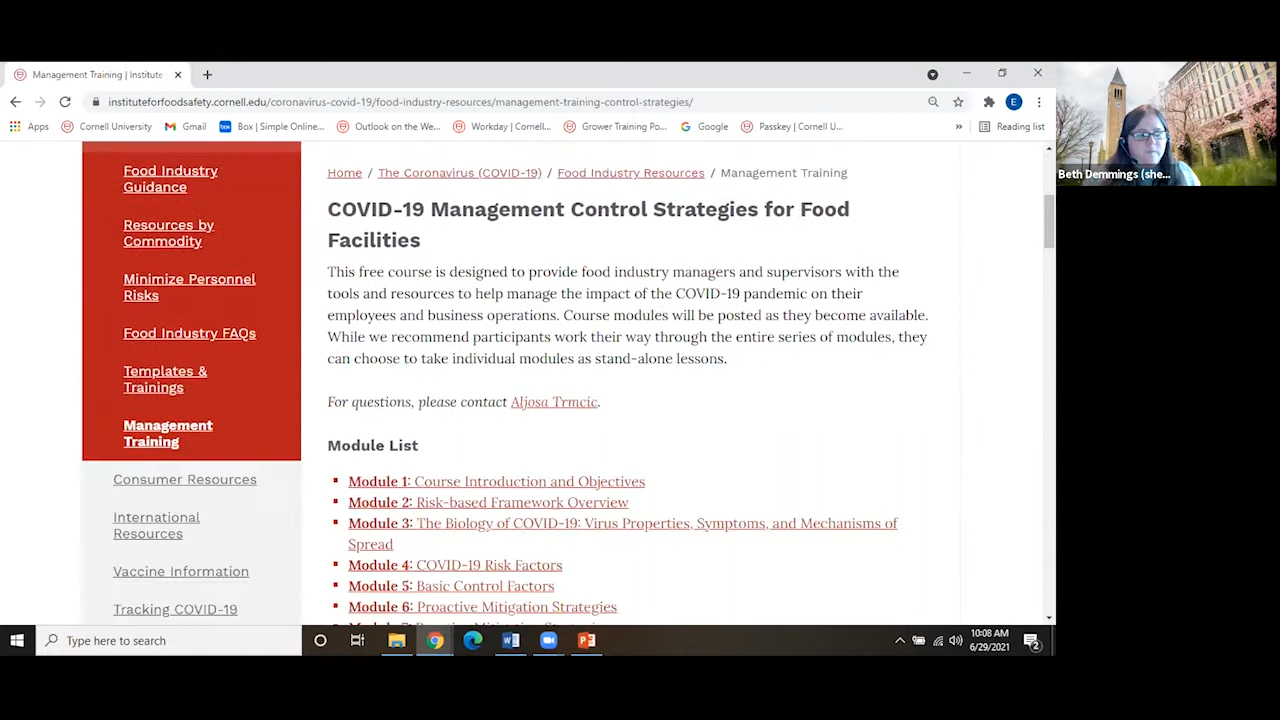 Management Training | Institute
instituteforfoodsafety.cornell.edu/coronavirus-covid-19/food-industry-resources/management-training-control-strategies/
E
Apps Cornell University Gmail box Box | Simple Online... Outlook on the We... Workday | Cornell... Grower Training Po... Google Passkey | Cornell U... » Reading list
Beth Demmings (she...
Food Industry
Guidance
Resources by
Commodity
Minimize Personnel
Risks
Food Industry FAQs
Templates &
Trainings
Management
Training
Consumer Resources
International
Resources
Vaccine Information
Tracking COVID-19
Home / The Coronavirus (COVID-19) / Food Industry Resources / Management Training
COVID-19 Management Control Strategies for Food
Facilities
This free course is designed to provide food industry managers and supervisors with the
tools and resources to help manage the impact of the COVID-19 pandemic on their
employees and business operations. Course modules will be posted as they become available.
While we recommend participants work their way through the entire series of modules, they
can choose to take individual modules as stand-alone lessons.
For questions, please contact Aljosa Trmcic.
Module List
Module 1: Course Introduction and Objectives
Module 2: Risk-based Framework Overview
Module 3: The Biology of COVID-19: Virus Properties, Symptoms, and Mechanisms of
Spread
Module 4: COVID-19 Risk Factors
Module 5: Basic Control Factors
Module 6: Proactive Mitigation Strategies
Type here to search
10:08 AM
6/29/2021
2